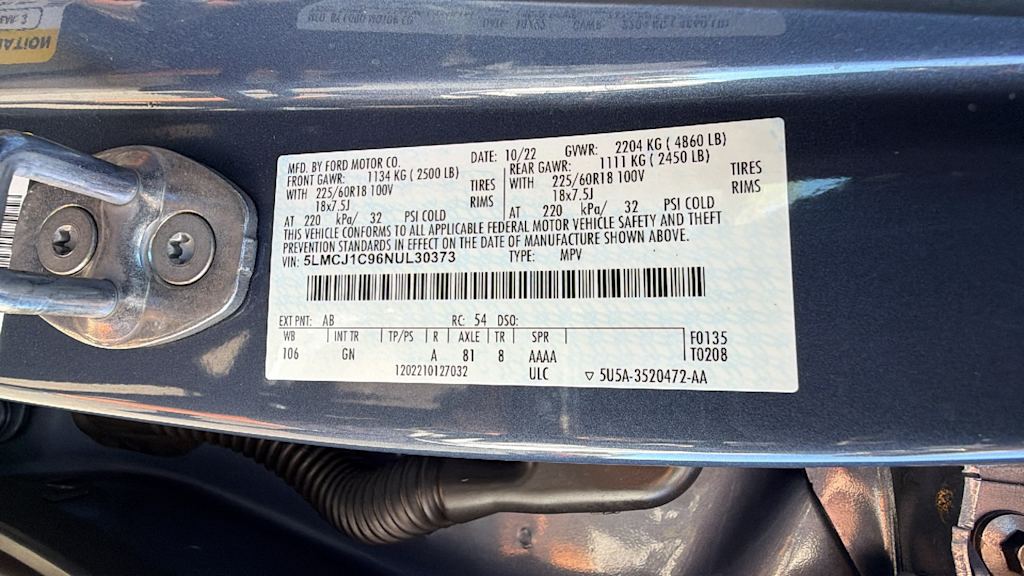 MFD. BY FORD MOTOR CO.
DATE: 10/22 GVWR: 2204 KG ( 4860 LB)
FRONT GAWR: 1134 KG ( 2500 LB)
REAR GAWR: 1111 KG ( 2450 LB)
WITH 225/60R18 100V TIRES
18x7.5J RIMS
WITH 225/60R18 100V TIRES
18x7.5J RIMS
AT 220 kPa/ 32 PSI COLD
AT 220 kPa/ 32 PSI COLD
THIS VEHICLE CONFORMS TO ALL APPLICABLE FEDERAL MOTOR VEHICLE SAFETY AND THEFT
PREVENTION STANDARDS IN EFFECT ON THE DATE OF MANUFACTURE SHOWN ABOVE.
VIN: 5LMCJ1C96NUL30373 TYPE: MPV
EXT PNT: AB RC: 54 DSO:
WB INT TR TP/PS R AXLE TR SPR F0135
106 GN A 81 8 AAAA T0208
1202210127032 ULC ▽ 5U5A-3520472-AA